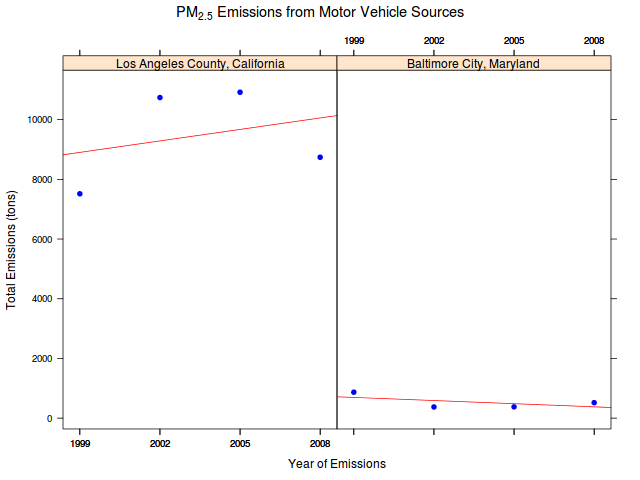 PM2.5 Emissions from Motor Vehicle Sources
1999 2002 2005 2008
Los Angeles County, California Baltimore City, Maryland
10000
8000
6000
4000
2000
0
Total Emissions (tons)
1999 2002 2005 2008
Year of Emissions